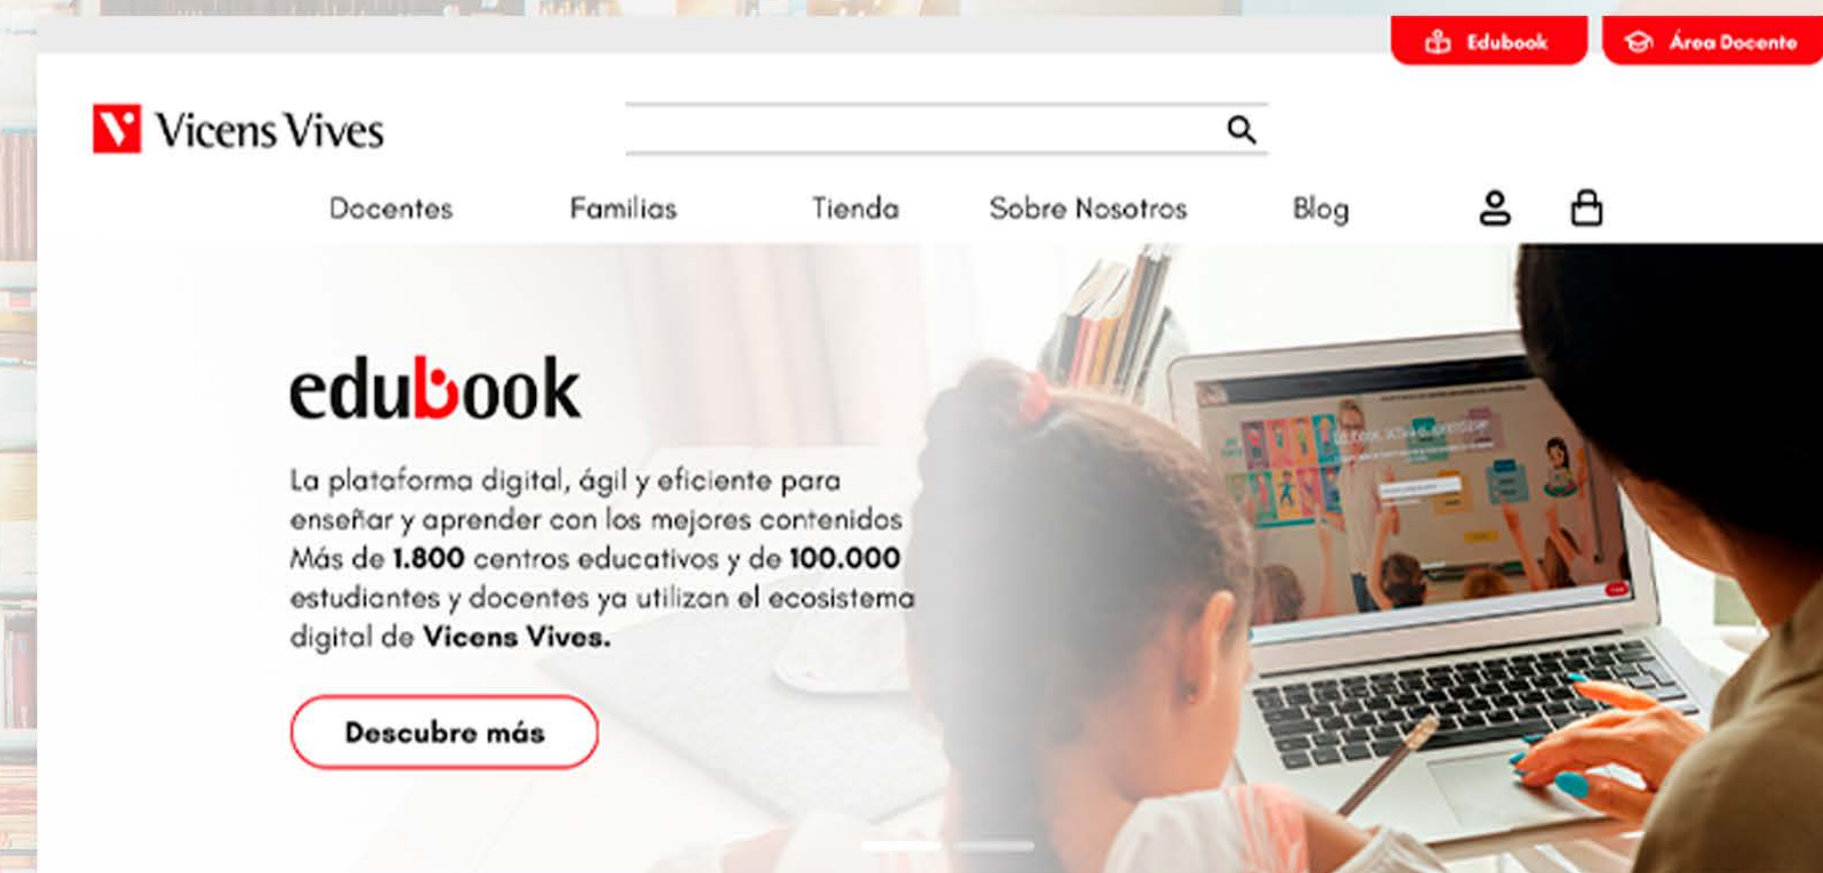 Edubook
Área Docente
Vicens Vives
Docentes
Familias
Tienda
Sobre Nosotros
Blog
edubook
La plataforma digital, ágil y eficiente para
enseñar y aprender con los mejores contenidos
Más de 1.800 centros educativos y de 100.000
estudiantes y docentes ya utilizan el ecosistema
digital de Vicens Vives.
Descubre más